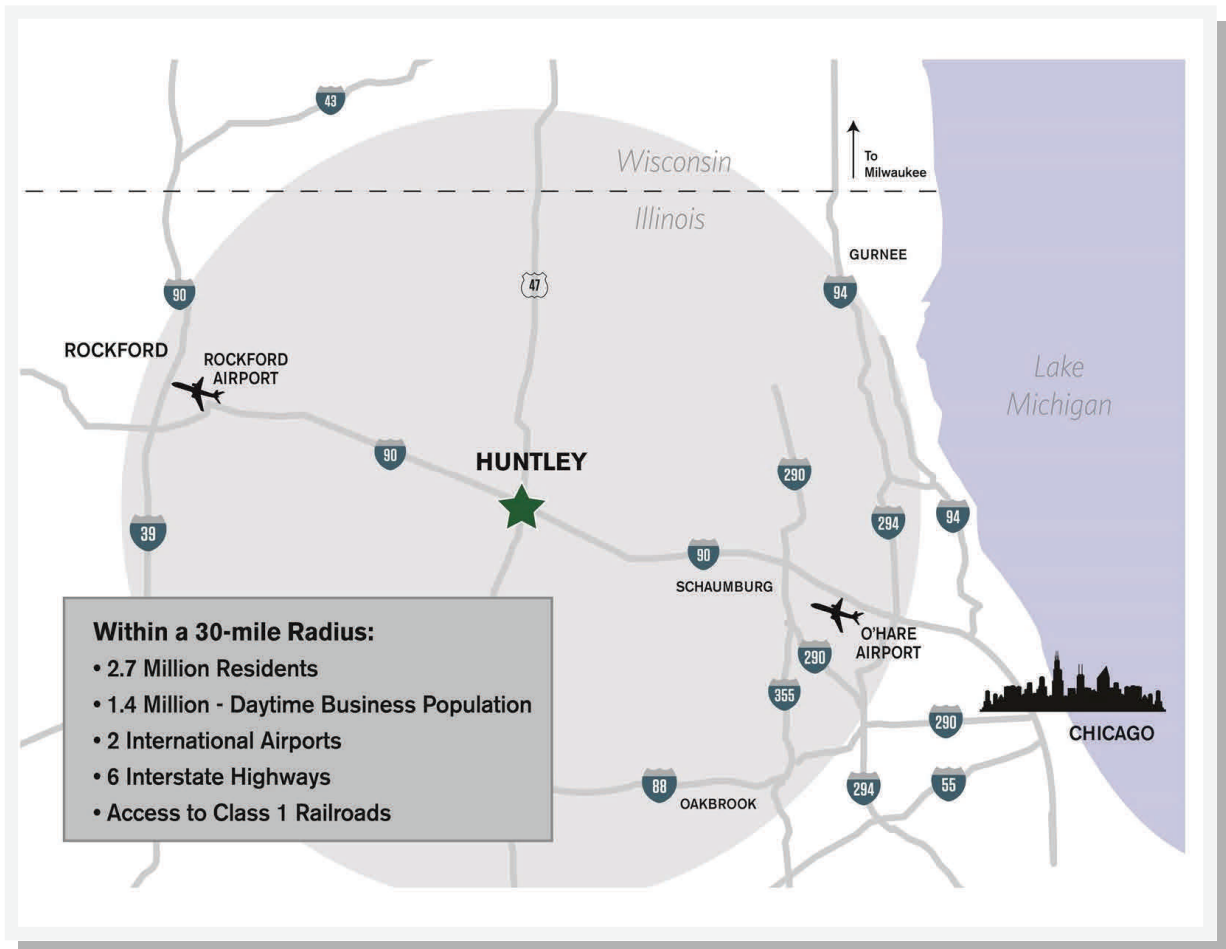 43
Wisconsin
To
Milwaukee
Illinois
GURNEE
47
90
94
ROCKFORD
ROCKFORD
AIRPORT
Lake
Michigan
90
HUNTLEY
290
39
294
94
90
SCHAUMBURG
O'HARE
AIRPORT
290
355
290
CHICAGO
88
OAKBROOK
294
55
Within a 30-mile Radius:
• 2.7 Million Residents
• 1.4 Million - Daytime Business Population
• 2 International Airports
• 6 Interstate Highways
• Access to Class 1 Railroads